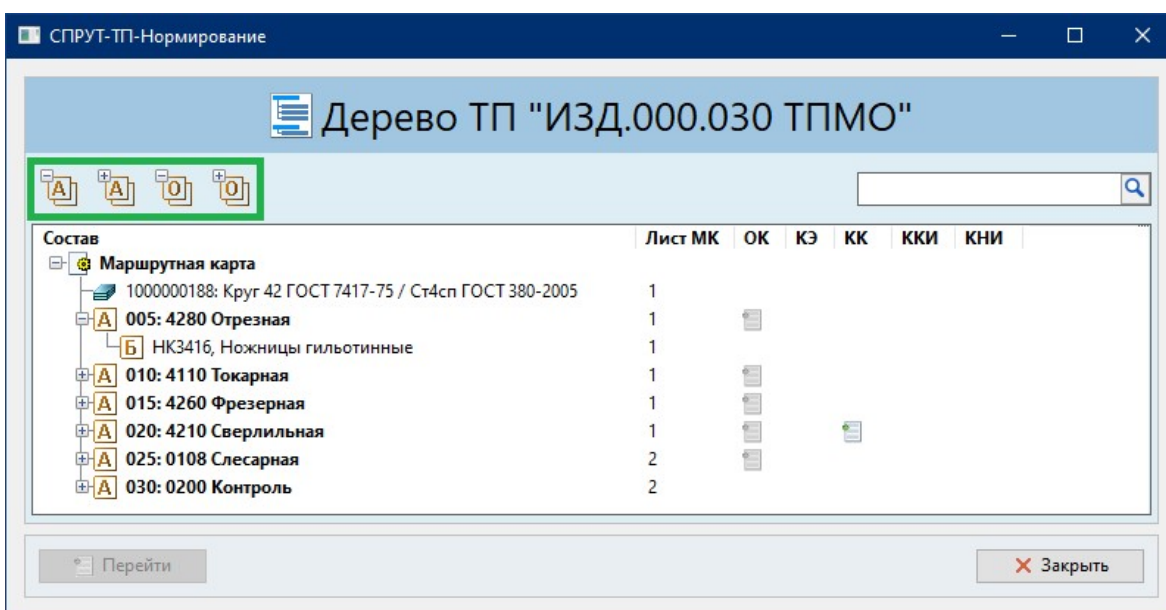 СПРУТ-ТП-Нормирование
Дерево ТП "ИЗД.000.030 ТПМО"
А А О О
Состав Лист МК ОК КЭ КК ККИ КНИ
Маршрутная карта
1000000188: Круг 42 ГОСТ 7417-75 / Ст4сп ГОСТ 380-2005 1
А 005: 4280 Отрезная 1
Б НК3416, Ножницы гильотинные 1
А 010: 4110 Токарная 1
А 015: 4260 Фрезерная 1
А 020: 4210 Сверлильная 1
А 025: 0108 Слесарная 2
А 030: 0200 Контроль 2
Перейти Закрыть